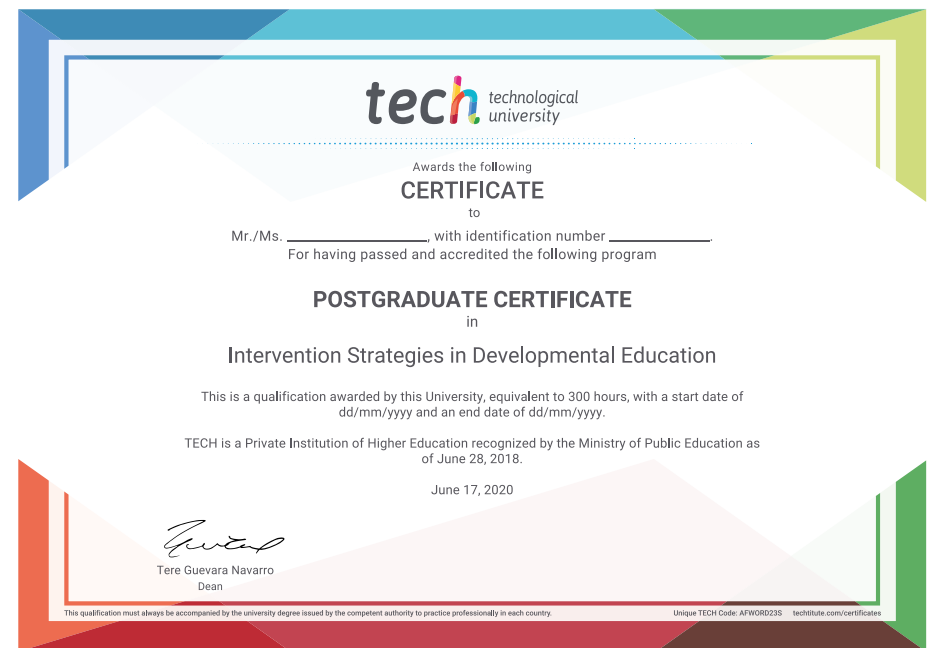 tech technological
university
Awards the following
CERTIFICATE
to
Mr./Ms. ____________________, with identification number ______________.
For having passed and accredited the following program
POSTGRADUATE CERTIFICATE
in
Intervention Strategies in Developmental Education
This is a qualification awarded by this University, equivalent to 300 hours, with a start date of
dd/mm/yyyy and an end date of dd/mm/yyyy.
TECH is a Private Institution of Higher Education recognized by the Ministry of Public Education as
of June 28, 2018.
June 17, 2020
Tere Guevara Navarro
Dean
This qualification must always be accompanied by the university degree issued by the competent authority to practice professionally in each country. Unique TECH Code: AFWORD23S techtitute.com/certificates